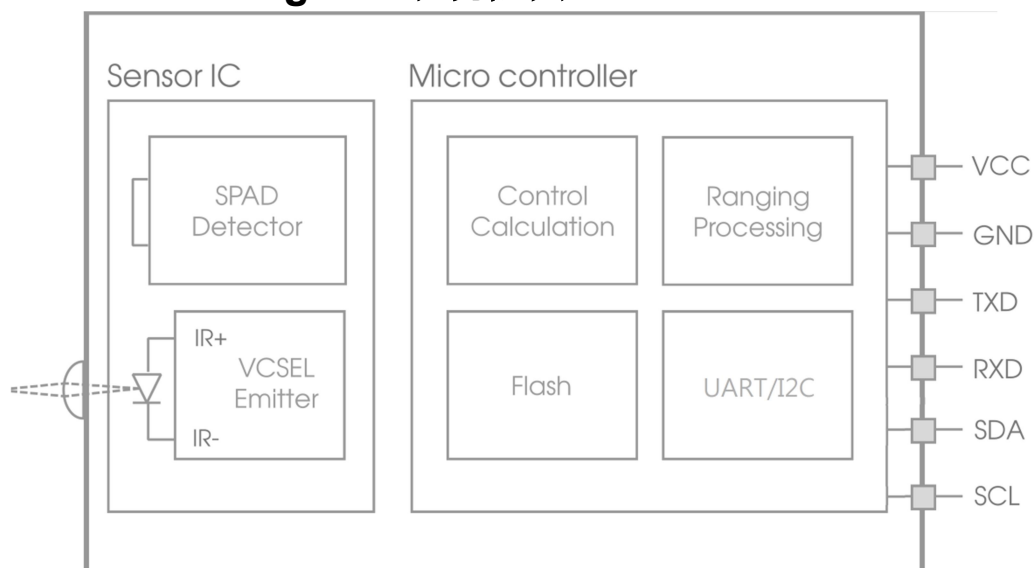 Sensor IC
Micro controller
SPAD
Detector
Control
Calculation
Ranging
Processing
IR+
VCSEL
Emitter
IR-
Flash
UART/I2C
VCC
GND
TXD
RXD
SDA
SCL